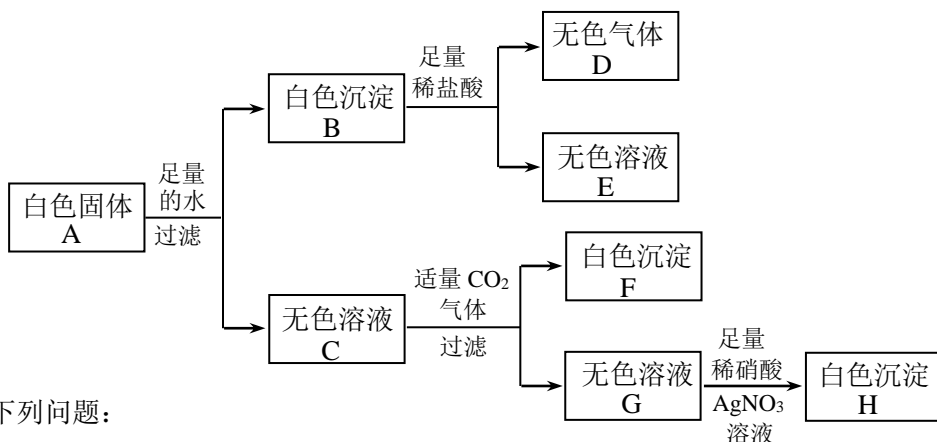 白色固体
A
足量
的水
过滤
白色沉淀
B
足量
稀盐酸
无色气体
D
无色溶液
E
无色溶液
C
适量 CO₂
气体
过滤
白色沉淀
F
无色溶液
G
足量
稀硝酸
AgNO₃
溶液
白色沉淀
H
下列问题：